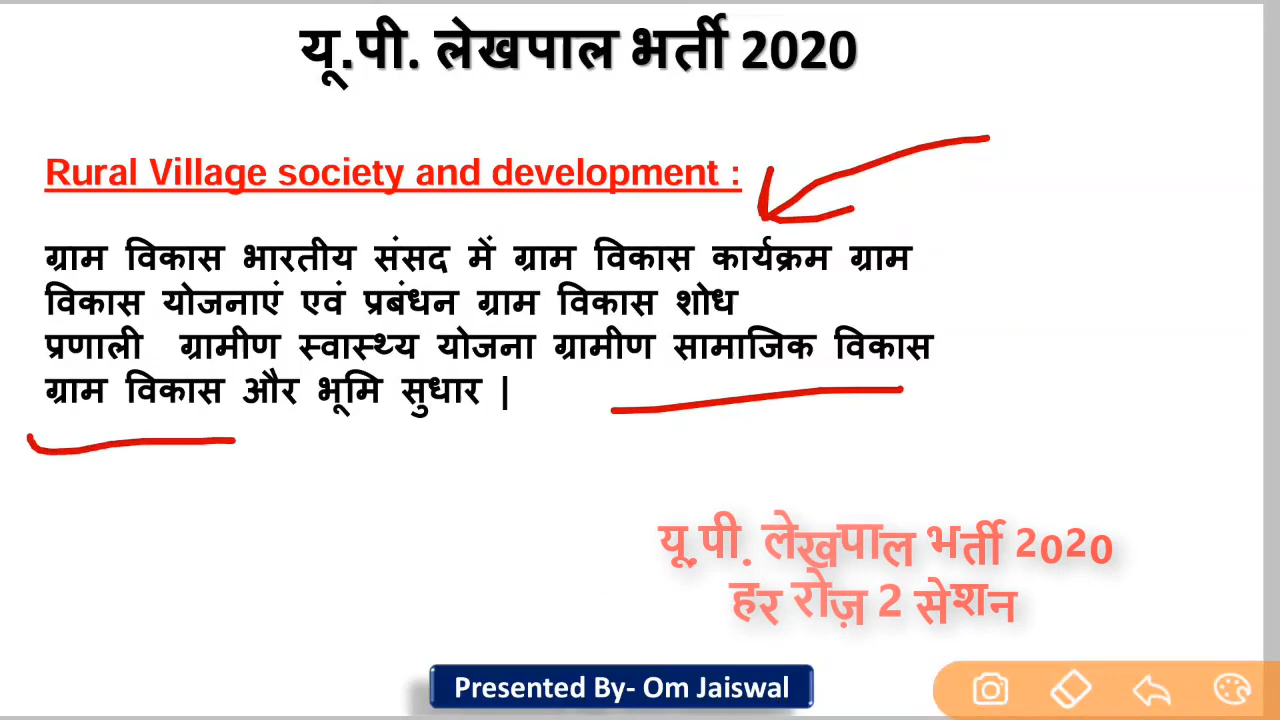 यू.पी. लेखपाल भर्ती 2020
Rural Village society and development :
ग्राम विकास भारतीय संसद में ग्राम विकास कार्यक्रम ग्राम
विकास योजनाएं एवं प्रबंधन ग्राम विकास शोध
प्रणाली ग्रामीण स्वास्थ्य योजना ग्रामीण सामाजिक विकास
ग्राम विकास और भूमि सुधार |
यू.पी. लेखपाल भर्ती 2020
हर रोज़ 2 सेशन
Presented By- Om Jaiswal